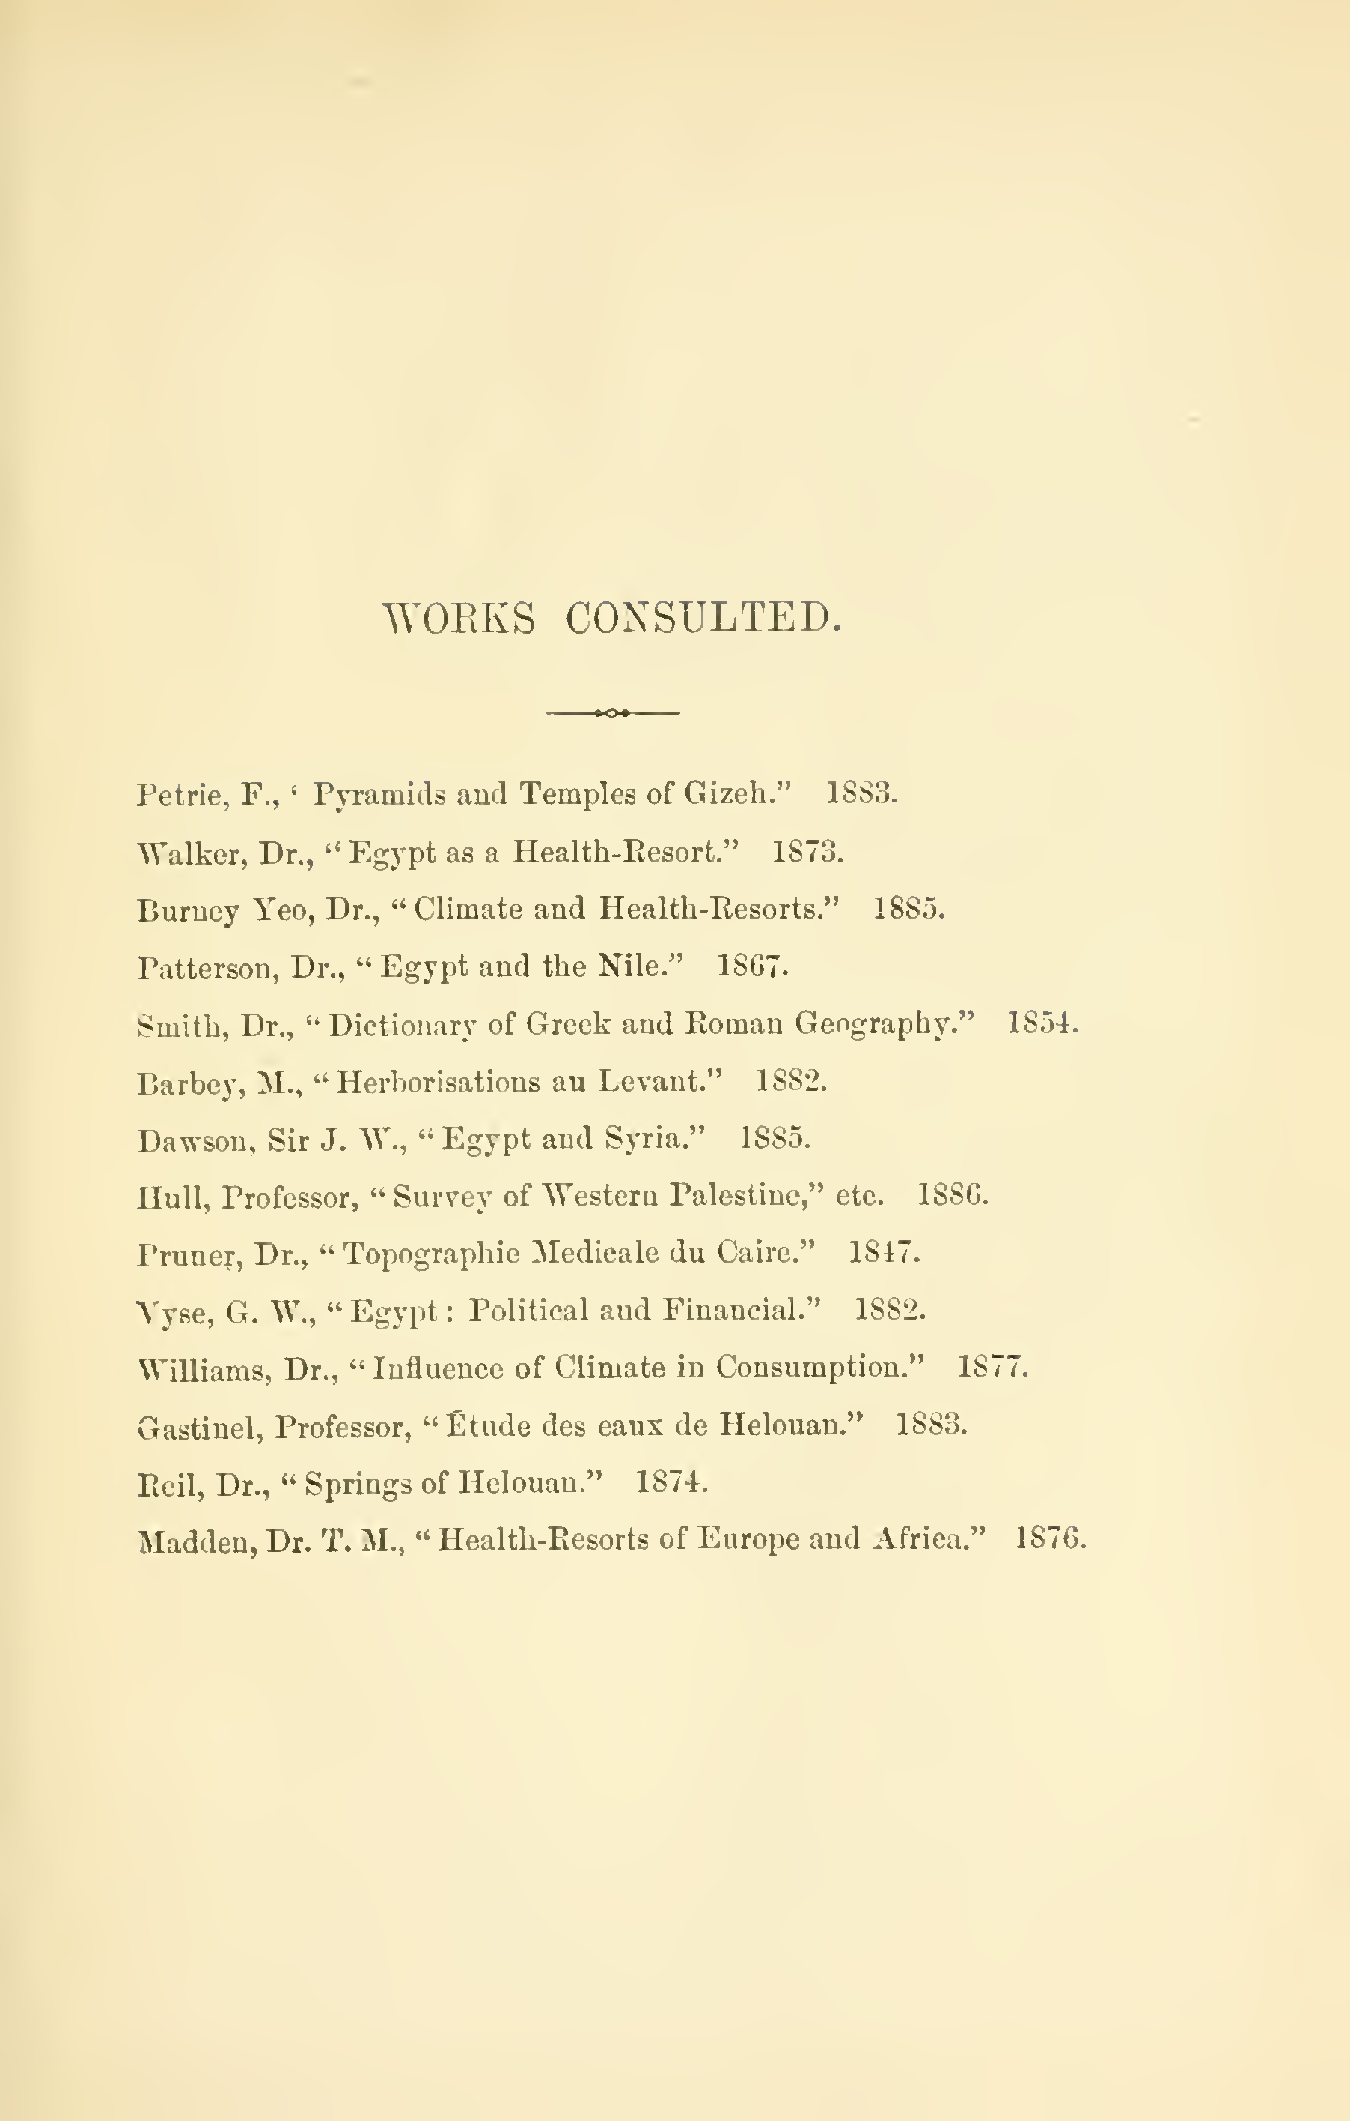 WORKS CONSULTED.
Petrie, F., ‘ Pyramids and Temples of Gizeh.” 1883.
Walker, Dr., “Egypt as a Health-Resort.” 1873.
Burney Yeo, Dr., “Climate and Health-Resorts.” 1885.
Patterson, Dr., “Egypt and the Nile.” 1867.
Smith, Dr., “Dictionary of Greek and Roman Geography.” 1854.
Barbey, M., “Herborisations au Levant.” 1882.
Dawson, Sir J. W., “Egypt and Syria.” 1885.
Hull, Professor, “Survey of Western Palestine,” etc. 1886.
Pruner, Dr., “Topographie Medicale du Caire.” 1847.
Vyse, G. W., “Egypt: Political and Financial.” 1882.
Williams, Dr., “Influence of Climate in Consumption.” 1877.
Gastinel, Professor, “Étude des eaux de Helouan.” 1883.
Reil, Dr., “Springs of Helouan.” 1874.
Madden, Dr. T. M., “Health-Resorts of Europe and Africa.” 1876.